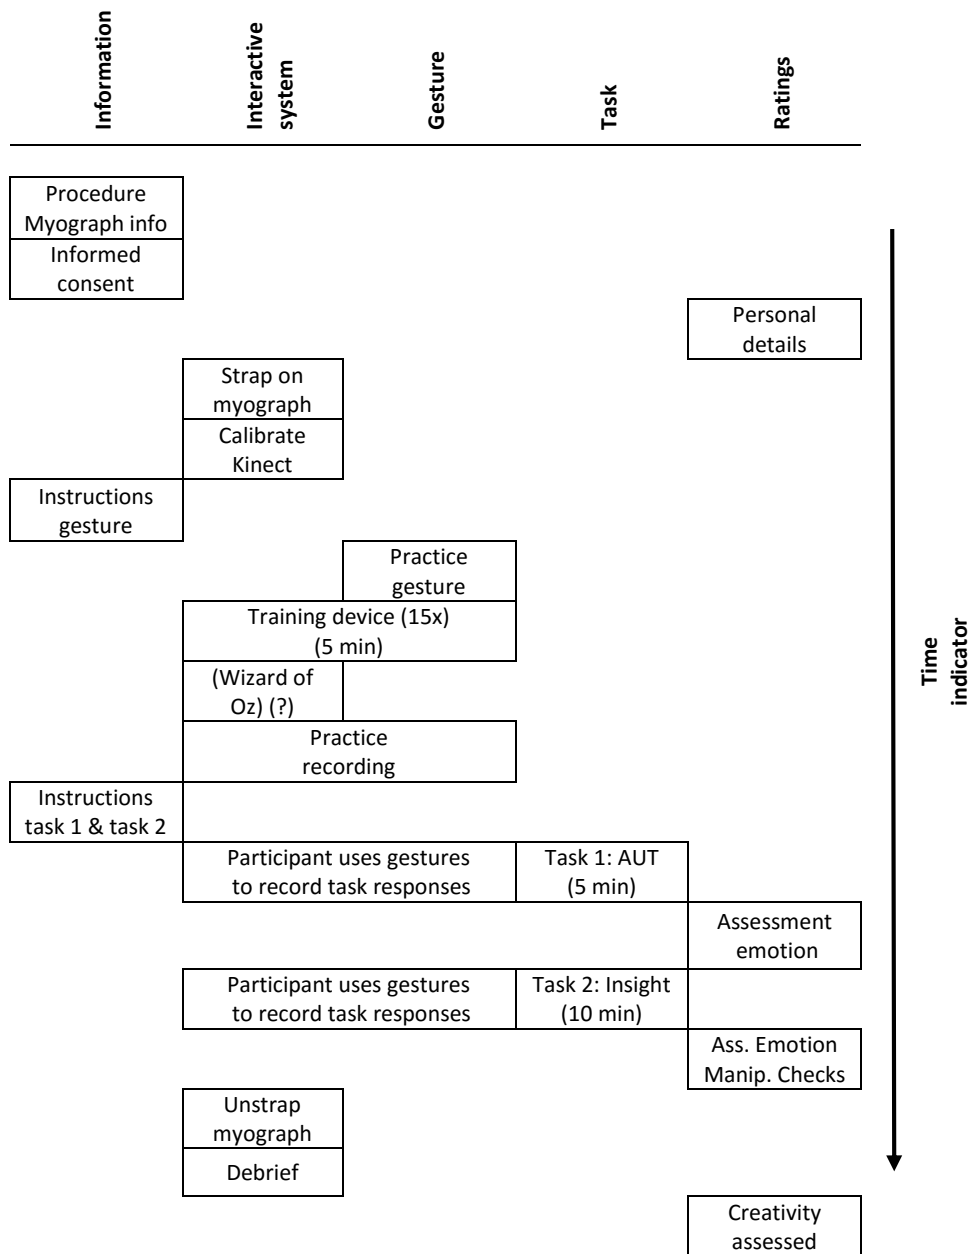 Information
Interactive
system
Gesture
Task
Ratings
Procedure
Myograph info
Informed
consent
Personal
details
Strap on
myograph
Calibrate
Kinect
Instructions
gesture
Practice
gesture
Training device (15x)
(5 min)
(Wizard of
Oz) (?)
Practice
recording
Time
indicator
Instructions
task 1 & task 2
Participant uses gestures
to record task responses
Task 1: AUT
(5 min)
Assessment
emotion
Participant uses gestures
to record task responses
Task 2: Insight
(10 min)
Ass. Emotion
Manip. Checks
Unstrap
myograph
Debrief
Creativity
assessed